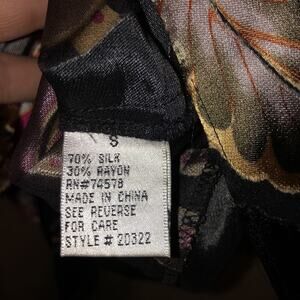 S
70% SILK
30% RAYON
RN#74578
MADE IN CHINA
SEE REVERSE
FOR CARE
STYLE # 20322